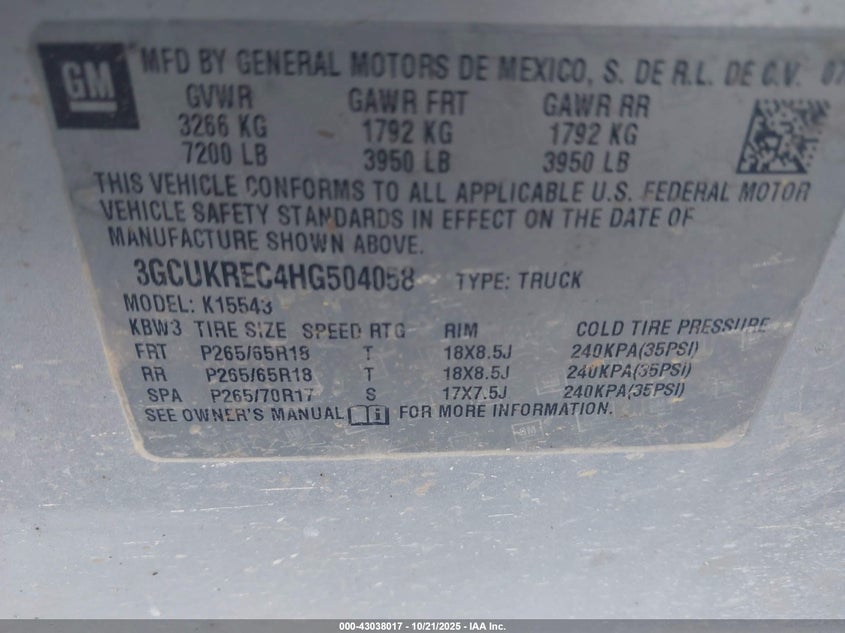 GM
MFD BY GENERAL MOTORS DE MEXICO, S. DE R.L. DE C.V. 07
GVWR GAWR FRT GAWR RR
3266 KG 1792 KG 1792 KG
7200 LB 3950 LB 3950 LB
THIS VEHICLE CONFORMS TO ALL APPLICABLE U.S. FEDERAL MOTOR
VEHICLE SAFETY STANDARDS IN EFFECT ON THE DATE OF
MANUFACTURE SHOWN ABOVE.
3GCUKREC4HG504058 TYPE: TRUCK
MODEL: K15543
KBW3 TIRE SIZE SPEED RTG RIM COLD TIRE PRESSURE
FRT P265/65R18 T 18X8.5J 240KPA(35PSI)
RR P265/65R18 T 18X8.5J 240KPA(35PSI)
SPA P265/70R17 S 17X7.5J 240KPA(35PSI)
SEE OWNER'S MANUAL FOR MORE INFORMATION.
GM
000-43038017 - 10/21/2025 - IAA Inc.